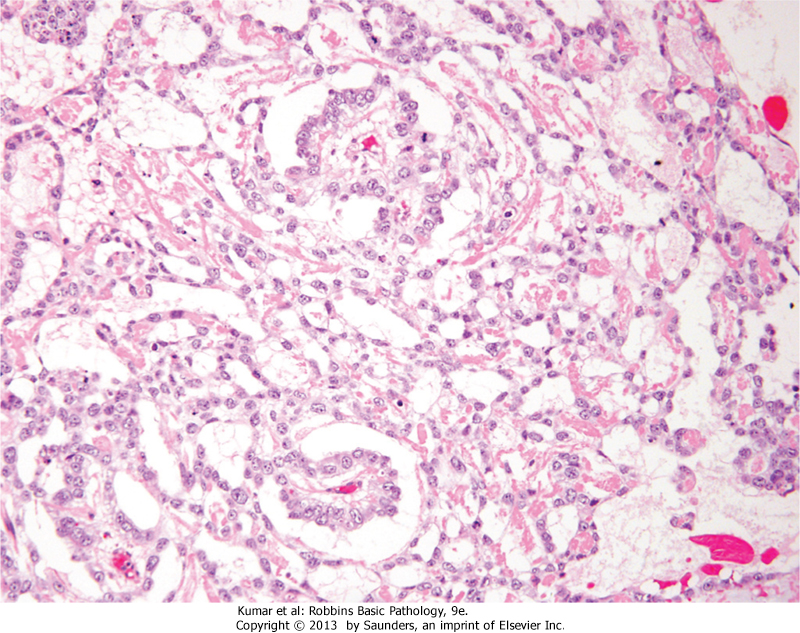 Kumar et al: Robbins Basic Pathology, 9e.
Copyright © 2013 by Saunders, an imprint of Elsevier Inc.